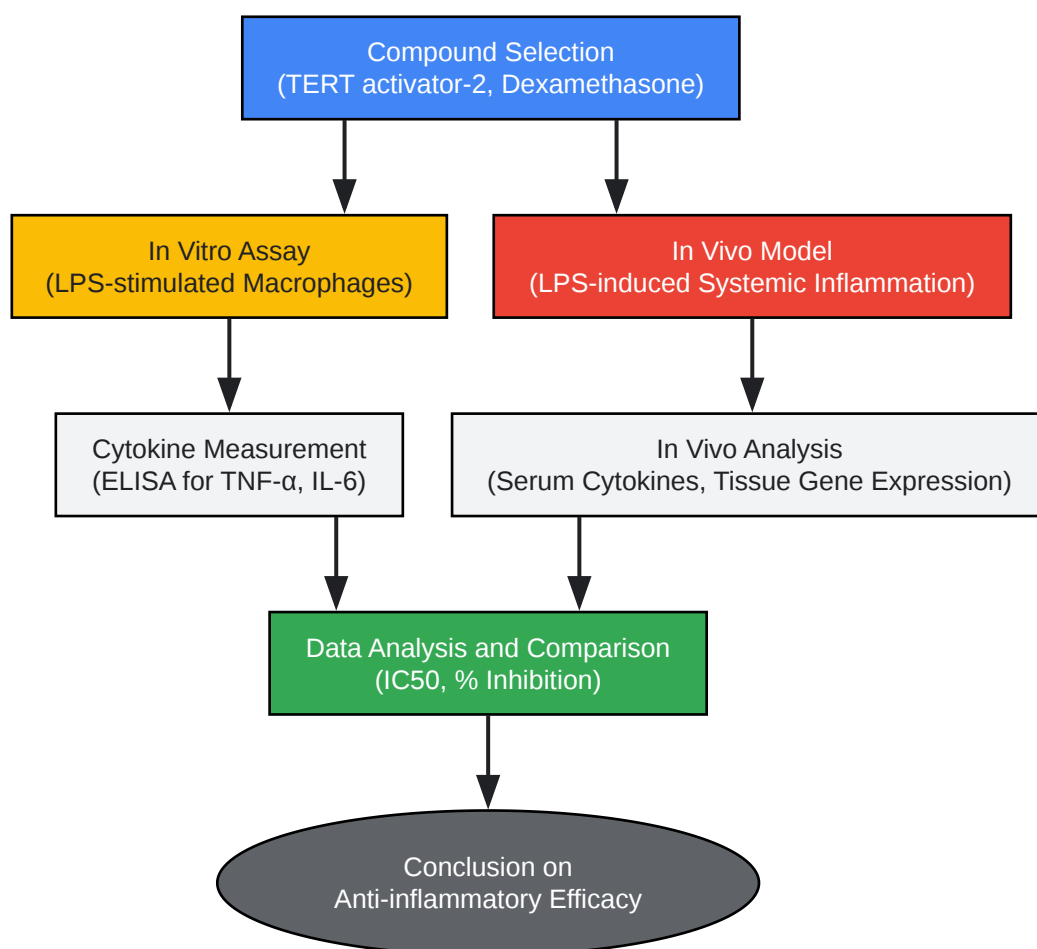 Compound Selection
(TERT activator-2, Dexamethasone)
In Vitro Assay
(LPS-stimulated Macrophages)
In Vivo Model
(LPS-induced Systemic Inflammation)
Cytokine Measurement
(ELISA for TNF-α, IL-6)
In Vivo Analysis
(Serum Cytokines, Tissue Gene Expression)
Data Analysis and Comparison
(IC50, % Inhibition)
Conclusion on
Anti-inflammatory Efficacy